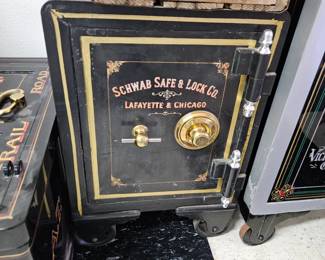 SCHWAB SAFE & LOCK CO.
LAFAYETTE & CHICAGO
RAIL
ROAD